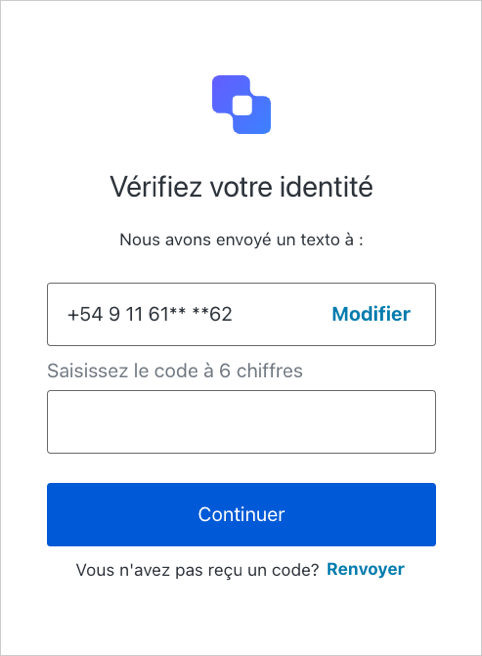 Vérifiez votre identité
Nous avons envoyé un texto à :
+54 9 11 61** **62 Modifier
Saisissez le code à 6 chiffres
Continuer
Vous n'avez pas reçu un code? Renvoyer